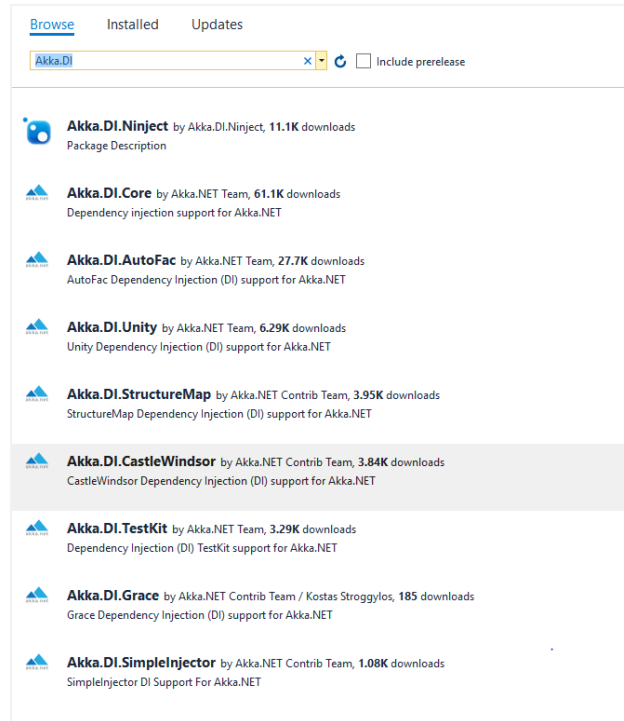 Browse Installed Updates
Akka.DI Include prerelease
Akka.DI.Ninject by Akka.DI.Ninject, 11.1K downloads
Package Description
Akka.DI.Core by Akka.NET Team, 61.1K downloads
Dependency injection support for Akka.NET
Akka.DI.AutoFac by Akka.NET Team, 27.7K downloads
AutoFac Dependency Injection (DI) support for Akka.NET
Akka.DI.Unity by Akka.NET Team, 6.29K downloads
Unity Dependency Injection (DI) support for Akka.NET
Akka.DI.StructureMap by Akka.NET Contrib Team, 3.95K downloads
StructureMap Dependency Injection (DI) support for Akka.NET
Akka.DI.CastleWindsor by Akka.NET Contrib Team, 3.84K downloads
CastleWindsor Dependency Injection (DI) support for Akka.NET
Akka.DI.TestKit by Akka.NET Team, 3.29K downloads
Dependency Injection (DI) TestKit support for Akka.NET
Akka.DI.Grace by Akka.NET Contrib Team / Kostas Stroggylos, 185 downloads
Grace Dependency Injection (DI) support for Akka.NET
Akka.DI.SimpleInjector by Akka.NET Contrib Team, 1.08K downloads
SimpleInjector DI Support For Akka.NET